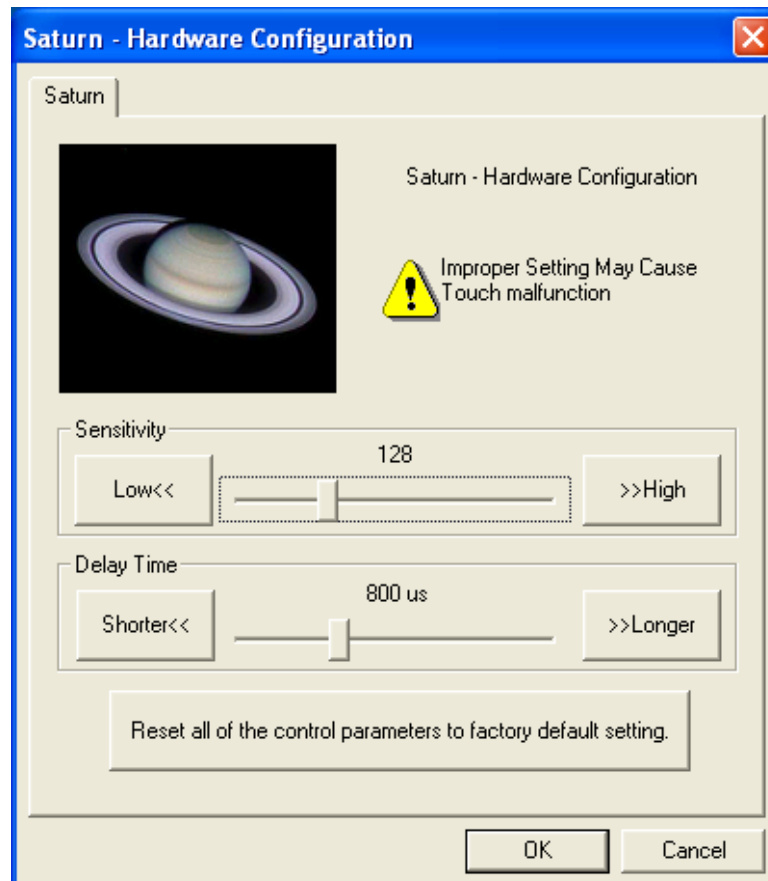 Saturn - Hardware Configuration
Saturn
Saturn - Hardware Configuration
Improper Setting May Cause
Touch malfunction
Sensitivity
128
Low<<
>>High
Delay Time
800 us
Shorter<<
>>Longer
Reset all of the control parameters to factory default setting.
OK
Cancel